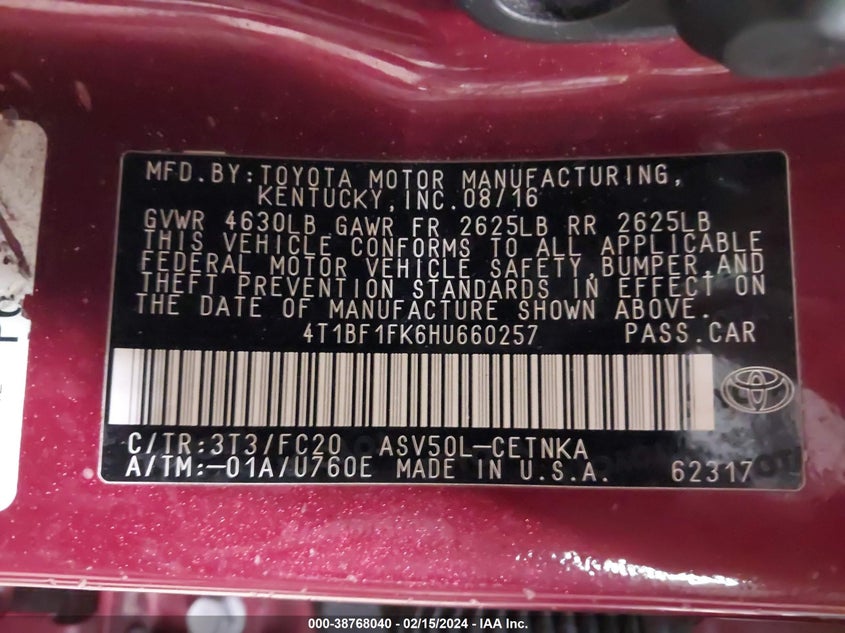 MFD.BY:TOYOTA MOTOR MANUFACTURING,
KENTUCKY,INC.08/16
GVWR 4630LB GAWR FR 2625LB RR 2625LB
THIS VEHICLE CONFORMS TO ALL APPLICABLE
FEDERAL MOTOR VEHICLE SAFETY,BUMPER,AND
THEFT PREVENTION STANDARDS IN EFFECT ON
THE DATE OF MANUFACTURE SHOWN ABOVE.
4T1BF1FK6HU660257 PASS.CAR
C/TR:3T3/FC20 ASV50L-CETNKA
A/TM:-01A/U760E MADE IN U.S.A. 62317
000-38768040 - 02/15/2024 - IAA Inc.